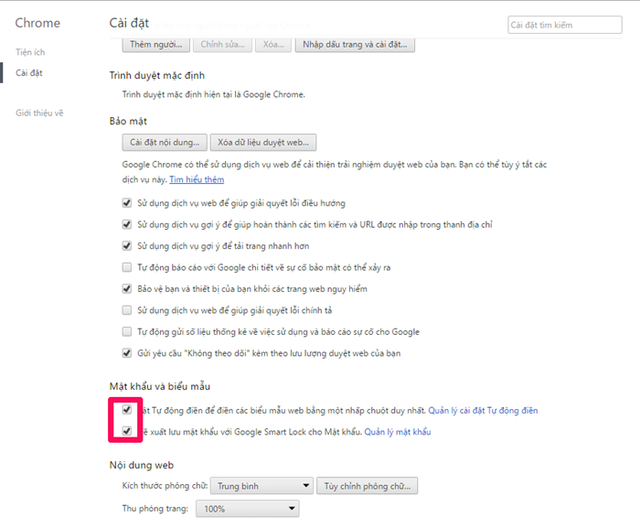 Chrome
Cài đặt
Cài đặt tìm kiếm
Tiện ích
Cài đặt
Giới thiệu về
Thêm người...
Chỉnh sửa...
Xóa...
Nhập dấu trang và cài đặt...
Trình duyệt mặc định
Trình duyệt mặc định hiện tại là Google Chrome.
Bảo mật
Cài đặt nội dung...
Xóa dữ liệu duyệt web...
Google Chrome có thể sử dụng dịch vụ web để cải thiện trải nghiệm duyệt web của bạn. Bạn có thể tùy ý tắt các
dịch vụ này. Tìm hiểu thêm
Sử dụng dịch vụ web để giúp giải quyết lỗi điều hướng
Sử dụng dịch vụ gợi ý để giúp hoàn thành các tìm kiếm và URL được nhập trong thanh địa chỉ
Sử dụng dịch vụ gợi ý để tải trang nhanh hơn
Tự động báo cáo với Google chi tiết về sự cố bảo mật có thể xảy ra
Bảo vệ bạn và thiết bị của bạn khỏi các trang web nguy hiểm
Sử dụng dịch vụ web để giúp giải quyết lỗi chính tả
Tự động gửi số liệu thống kê về việc sử dụng và báo cáo sự cố cho Google
Gửi yêu cầu "Không theo dõi" kèm theo lưu lượng duyệt web của bạn
Mật khẩu và biểu mẫu
Tự động điền để điền các biểu mẫu web bằng một nhấp chuột duy nhất. Quản lý cài đặt Tự động điền
xuất lưu mật khẩu với Google Smart Lock cho Mật khẩu. Quản lý mật khẩu
Nội dung web
Kích thước phông chữ:
Trung bình
Tùy chỉnh phông chữ...
Thu phóng trang:
100%